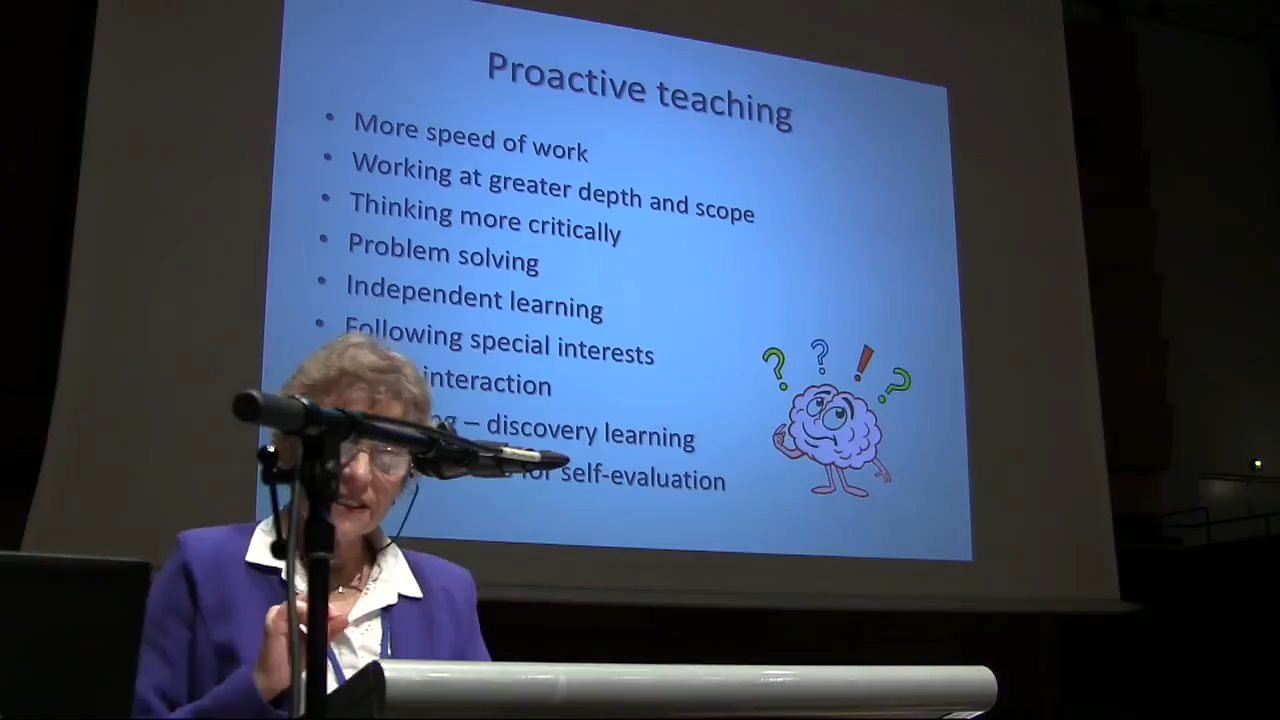 Proactive teaching
• More speed of work
• Working at greater depth and scope
• Thinking more critically
• Problem solving
• Independent learning
• Following special interests
interaction
– discovery learning
for self-evaluation